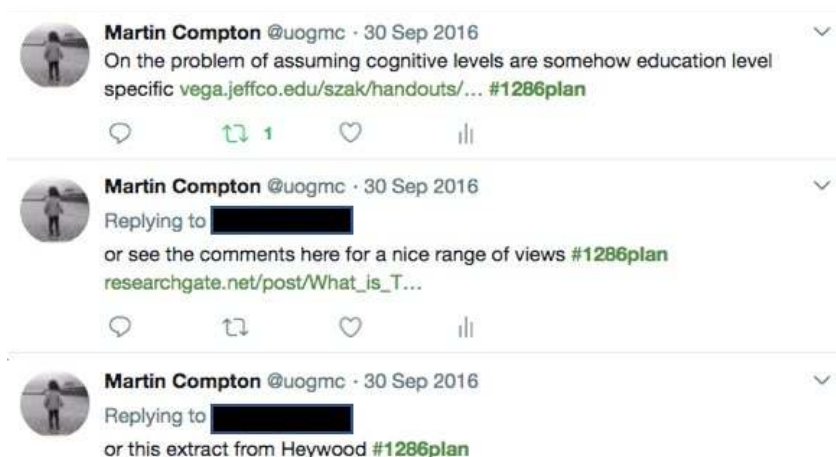 Martin Compton @uogmc · 30 Sep 2016
On the problem of assuming cognitive levels are somehow education level
specific vega.jeffco.edu/szak/handouts/... #1286plan
1
Martin Compton @uogmc · 30 Sep 2016
Replying to
or see the comments here for a nice range of views #1286plan
researchgate.net/post/What_is_T...
Martin Compton @uogmc · 30 Sep 2016
Replying to
or this extract from Heywood #1286plan